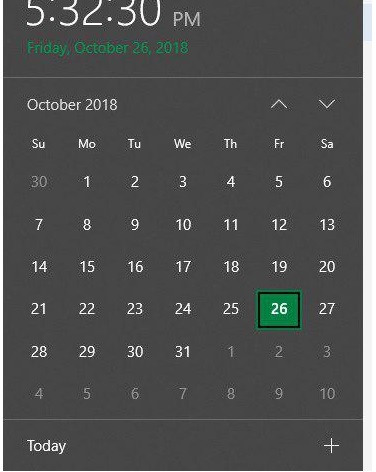 5:32:30 PM
Friday, October 26, 2018
October 2018
Su Mo Tu We Th Fr Sa
30 1 2 3 4 5 6
7 8 9 10 11 12 13
14 15 16 17 18 19 20
21 22 23 24 25 26 27
28 29 30 31 1 2 3
4 5 6 7 8 9 10
Today